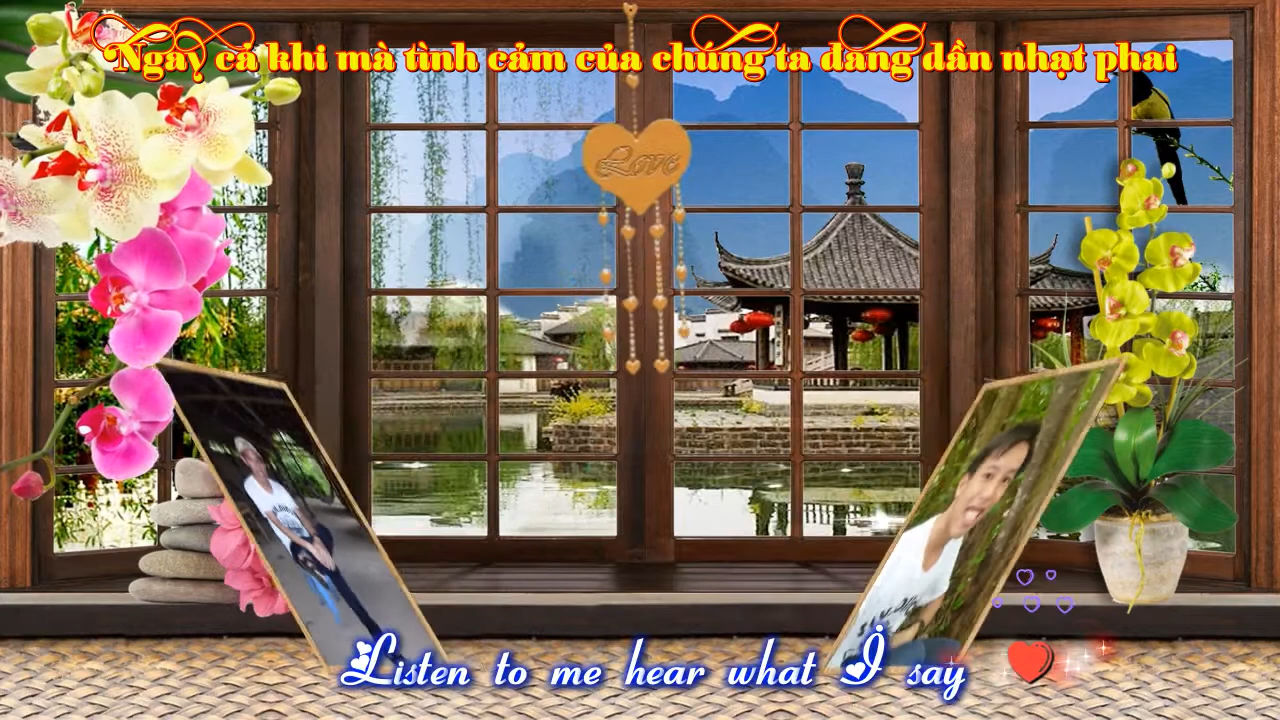 Ngay cả khi mà tình cảm của chúng ta đang dần nhạt phai
Love
Listen to me hear what İ say